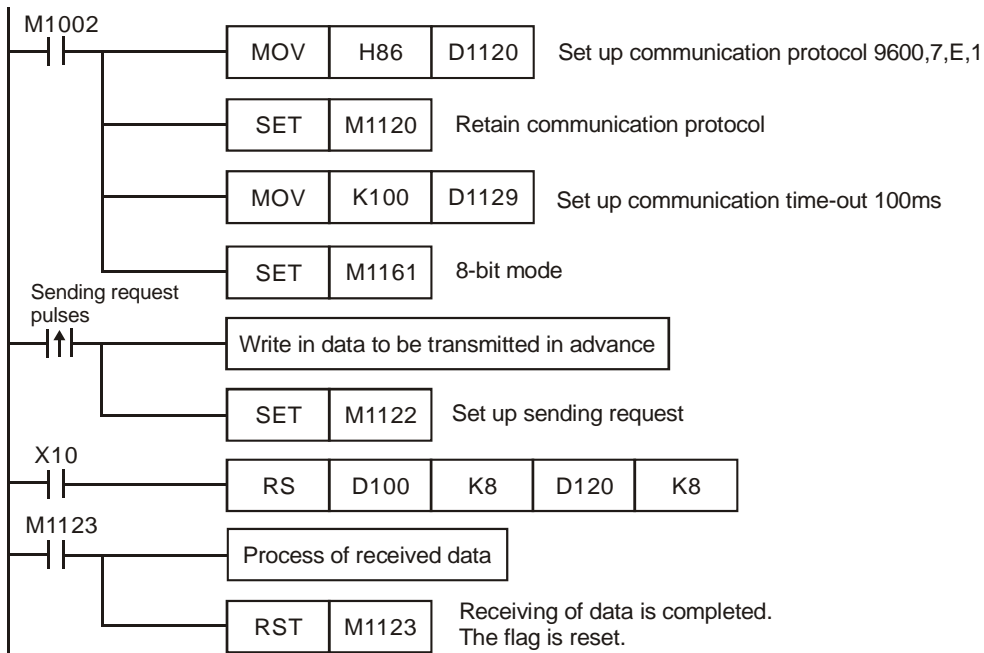 M1002
MOV H86 D1120 Set up communication protocol 9600,7,E,1
SET M1120 Retain communication protocol
MOV K100 D1129 Set up communication time-out 100ms
SET M1161 8-bit mode
Sending request
pulses
Write in data to be transmitted in advance
SET M1122 Set up sending request
X10
RS D100 K8 D120 K8
M1123
Process of received data
RST M1123 Receiving of data is completed.
The flag is reset.